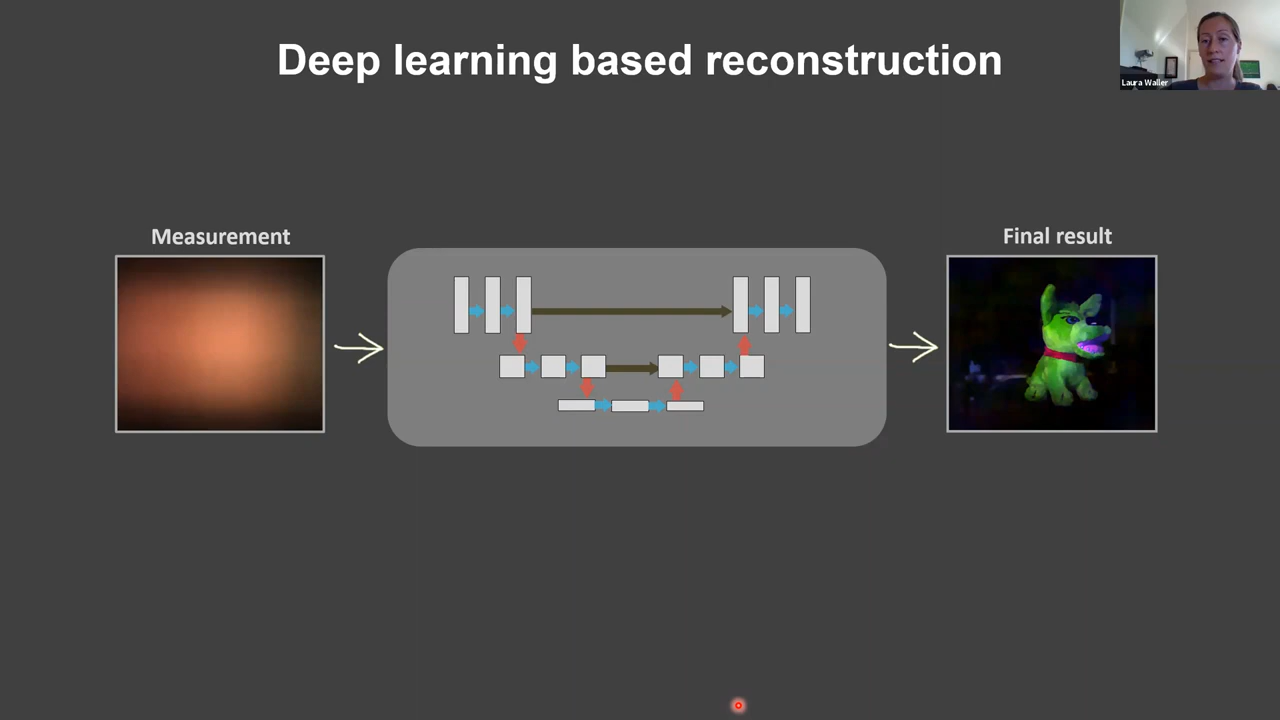 Deep learning based reconstruction
Laura Waller
Measurement
Final result